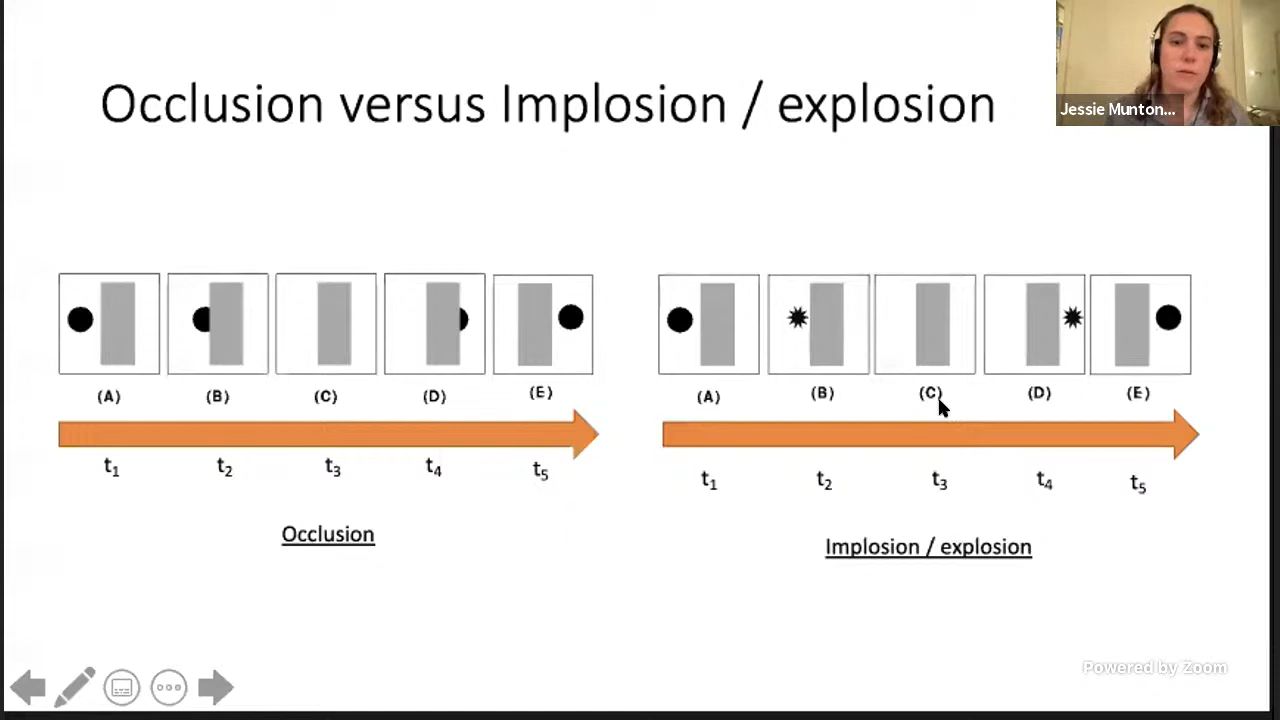 Occlusion versus Implosion / explosion
Jessie Munton...
(A) (B) (C) (D) (E)
t₁ t₂ t₃ t₄ t₅
Occlusion
(A) (B) (C) (D) (E)
t₁ t₂ t₃ t₄ t₅
Implosion / explosion
Powered by Zoom